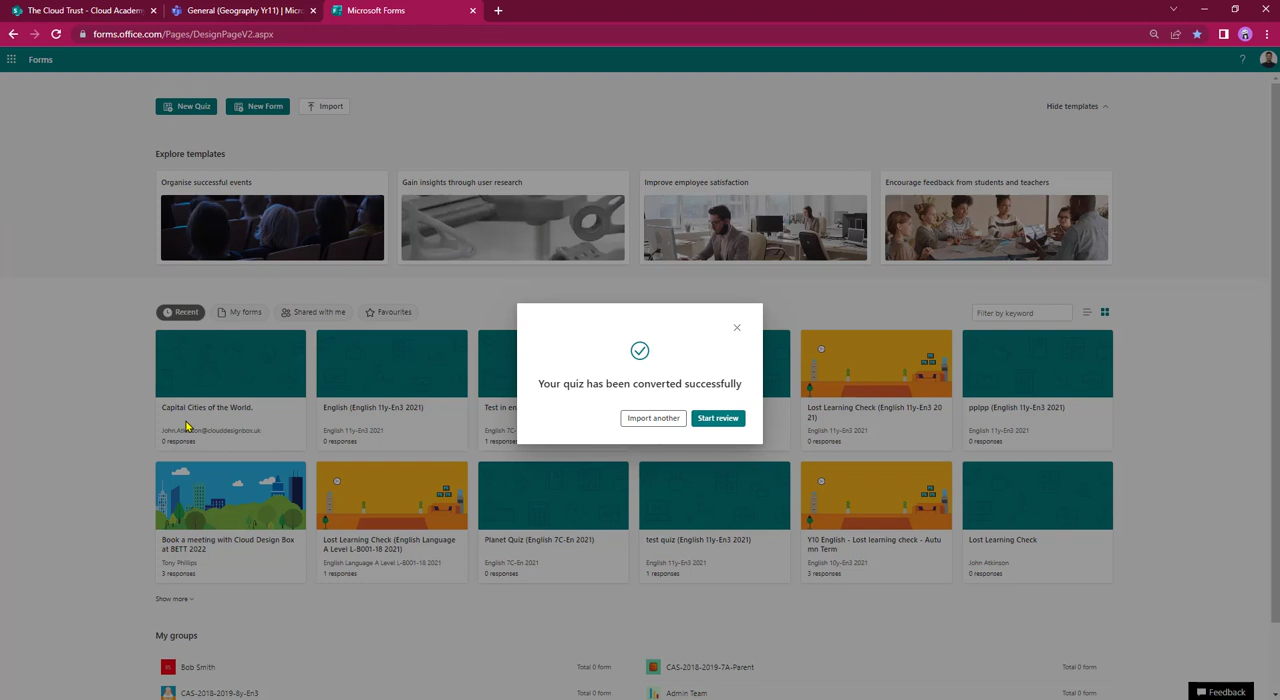 The Cloud Trust - Cloud Academy
General (Geography Yr11) | Micro
Microsoft Forms
forms.office.com/Pages/DesignPageV2.aspx
Forms
?
New Quiz
New Form
Import
Hide templates
Explore templates
Organise successful events
Gain insights through user research
Improve employee satisfaction
Encourage feedback from students and teachers
Recent
My forms
Shared with me
Favourites
Filter by keyword
Your quiz has been converted successfully
Import another
Start review
Capital Cities of the World.
0 responses
English (English 11y-En3 2021)
English 11y-En3 2021
0 responses
Test in en
English 7C-
1 respons
Lost Learning Check (English 11y-En3 20
21)
English 11y-En3 2021
0 responses
pplpp (English 11y-En3 2021)
English 11y-En3 2021
0 responses
Book a meeting with Cloud Design Box
at BETT 2022
Tony Phillips
3 responses
Lost Learning Check (English Language
A Level L-B001-18 2021)
English Language A Level L-B001-18 2021
1 response
Planet Quiz (English 7C-En 2021)
English 7C-En 2021
0 responses
test quiz (English 11y-En3 2021)
English 11y-En3 2021
1 response
Y10 English - Lost learning check - Autu
mn Term
English 10y-En3 2021
3 responses
Lost Learning Check
John Atkinson
0 responses
Show more
My groups
BS
Bob Smith
Total 0 form
CAS-2018-2019-7A-Parent
Total 0 form
CAS-2018-2019-8y-En3
Total 0 form
Admin Team
Total 0 form
Feedback